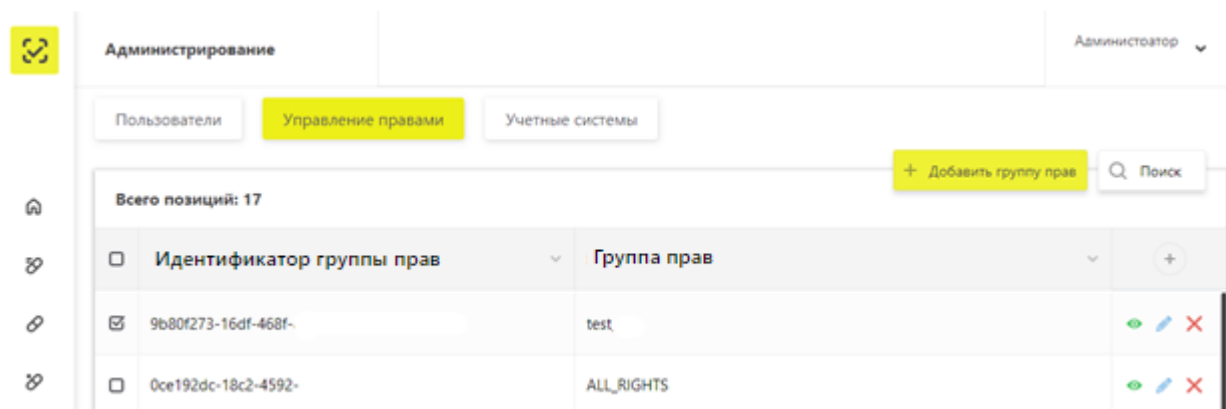 Администрирование
Администоатор
Пользователи
Управление правами
Учетные системы
+ Добавить группу прав
Поиск
Всего позиций: 17
Идентификатор группы прав
Группа прав
9b80f273-16df-468f-
test
0ce192dc-18c2-4592-
ALL_RIGHTS